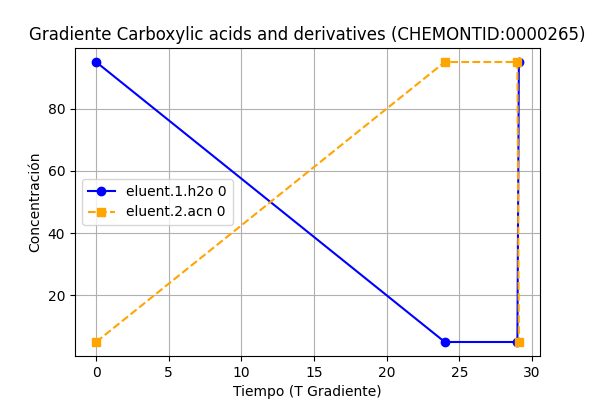 Gradiente Carboxylic acids and derivatives (CHEMONTID:0000265)
Concentración
80
60
40
20
eluent.1.h2o 0
eluent.2.acn 0
0 5 10 15 20 25 30
Tiempo (T Gradiente)